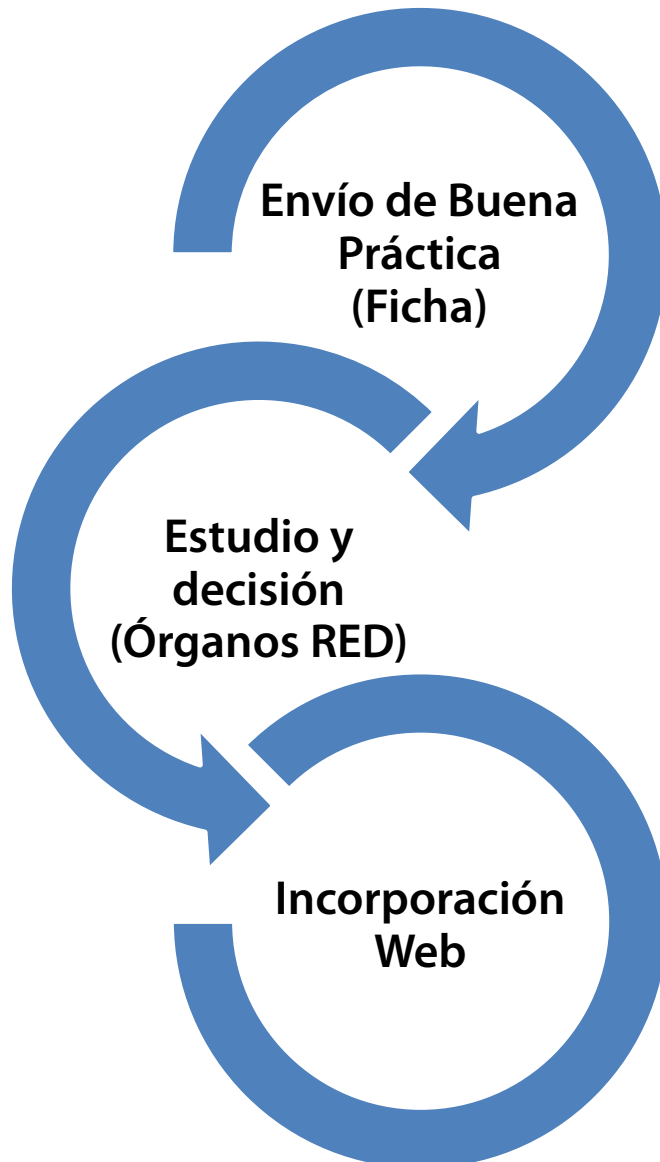 Envío de Buena
Práctica
(Ficha)
Estudio y
decisión
(Órganos RED)
Incorporación
Web